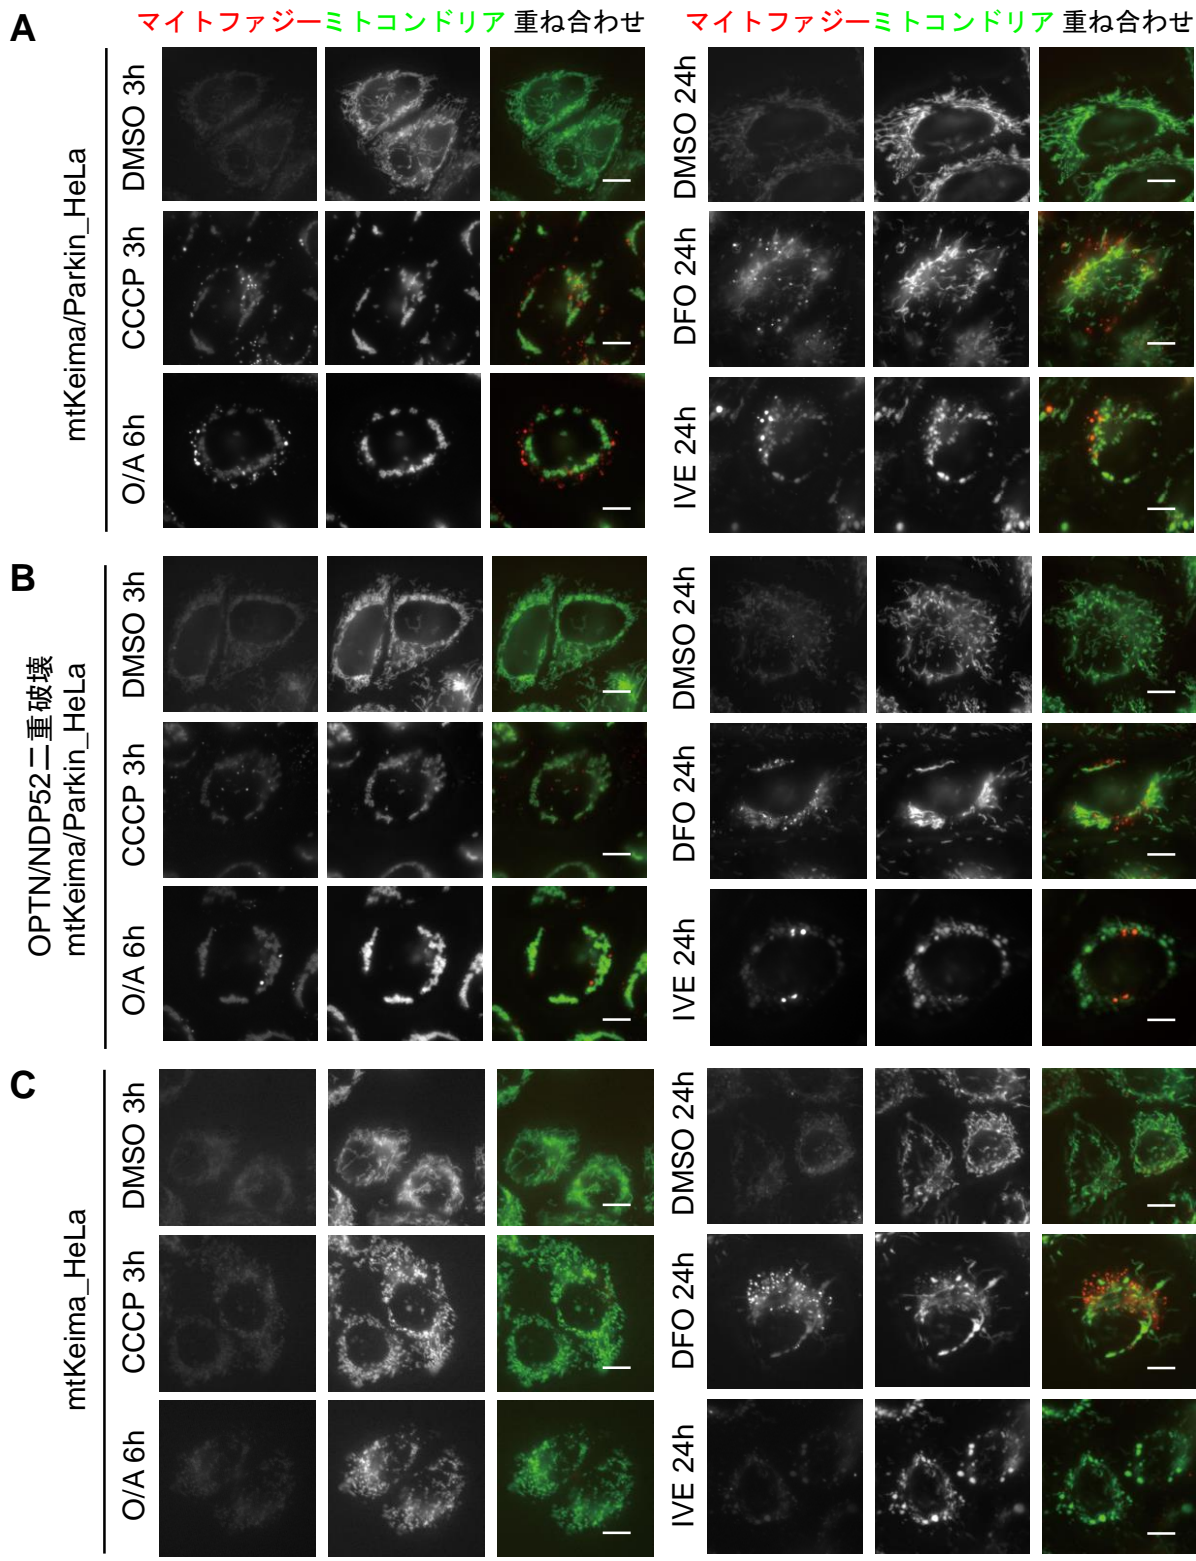 A
マイトファジー ミトコンドリア 重ね合わせ
マイトファジー ミトコンドリア 重ね合わせ
mtKeima/Parkin_HeLa
DMSO 3h
CCCP 3h
O/A 6h
DMSO 24h
DFO 24h
IVE 24h
B
OPTN/NDP52二重破壊
mtKeima/Parkin_HeLa
DMSO 3h
CCCP 3h
O/A 6h
DMSO 24h
DFO 24h
IVE 24h
C
mtKeima_HeLa
DMSO 3h
CCCP 3h
O/A 6h
DMSO 24h
DFO 24h
IVE 24h